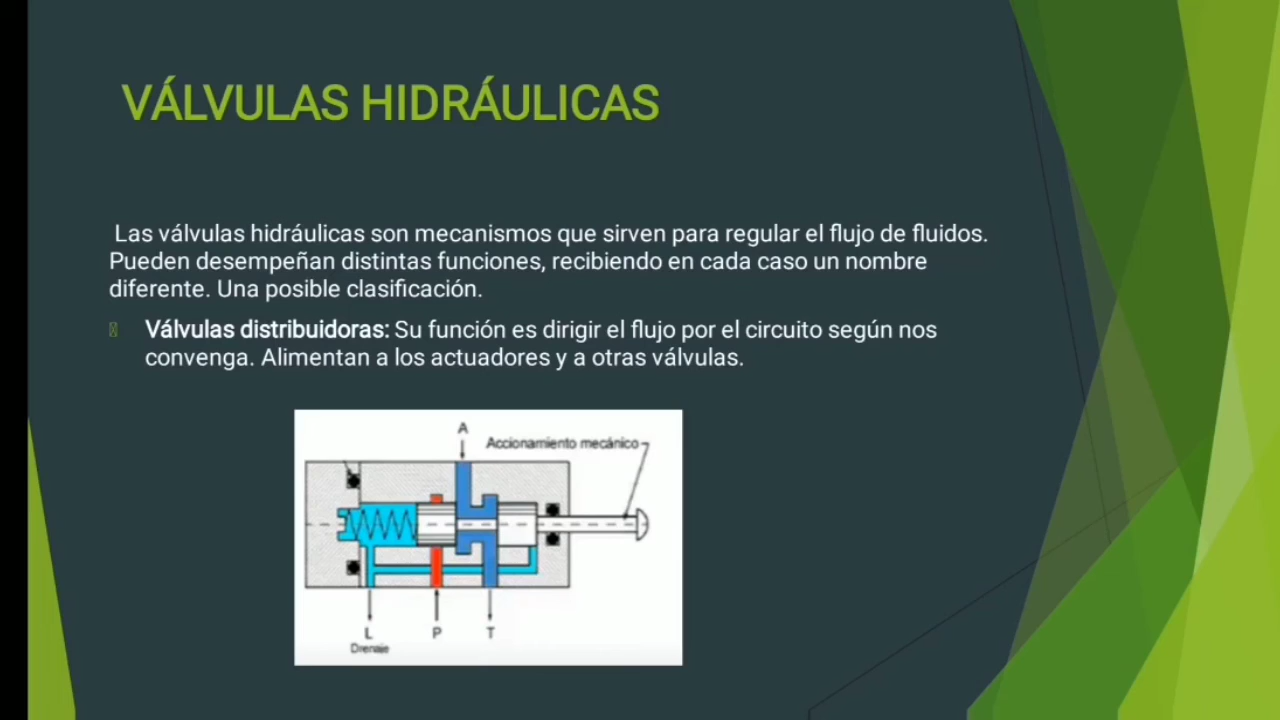 VÁLVULAS HIDRÁULICAS
Las válvulas hidráulicas son mecanismos que sirven para regular el flujo de fluidos.
Pueden desempeñan distintas funciones, recibiendo en cada caso un nombre
diferente. Una posible clasificación.
Válvulas distribuidoras: Su función es dirigir el flujo por el circuito según nos
convenga. Alimentan a los actuadores y a otras válvulas.
A
Accionamiento mecánico
L P T
Drenaje